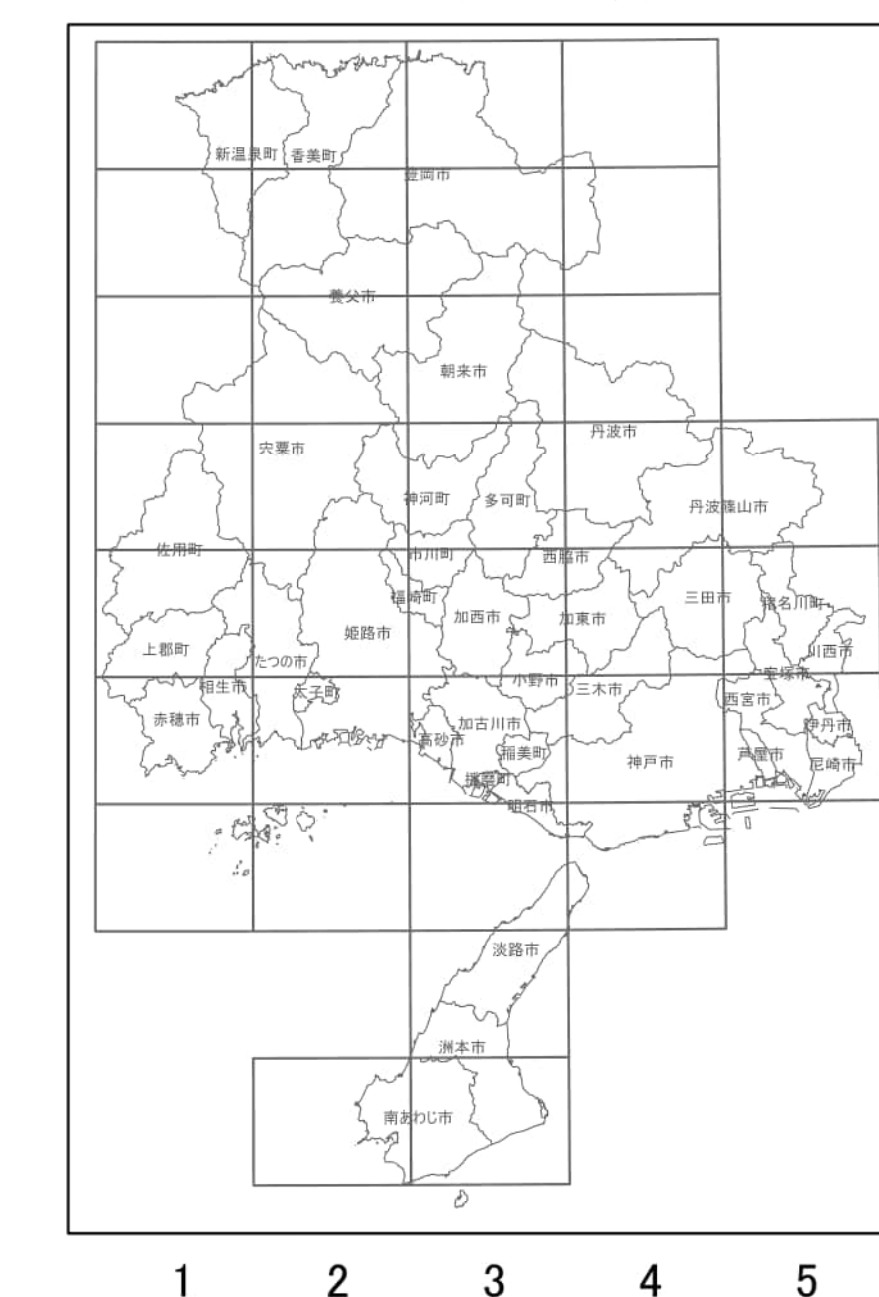 新温泉町
香美町
豊岡市
養父市
朝来市
丹波市
宍粟市
神河町
多可町
丹波篠山市
佐用町
市川町
西脇市
福崎町
加西市
加東市
三田市
猪名川町
姫路市
上郡町
たつの市
川西市
宝塚市
相生市
太子町
小野市
三木市
西宮市
赤穂市
加古川市
高砂市
稲美町
伊丹市
神戸市
芦屋市
尼崎市
播磨町
明石市
淡路市
洲本市
南あわじ市
1 2 3 4 5